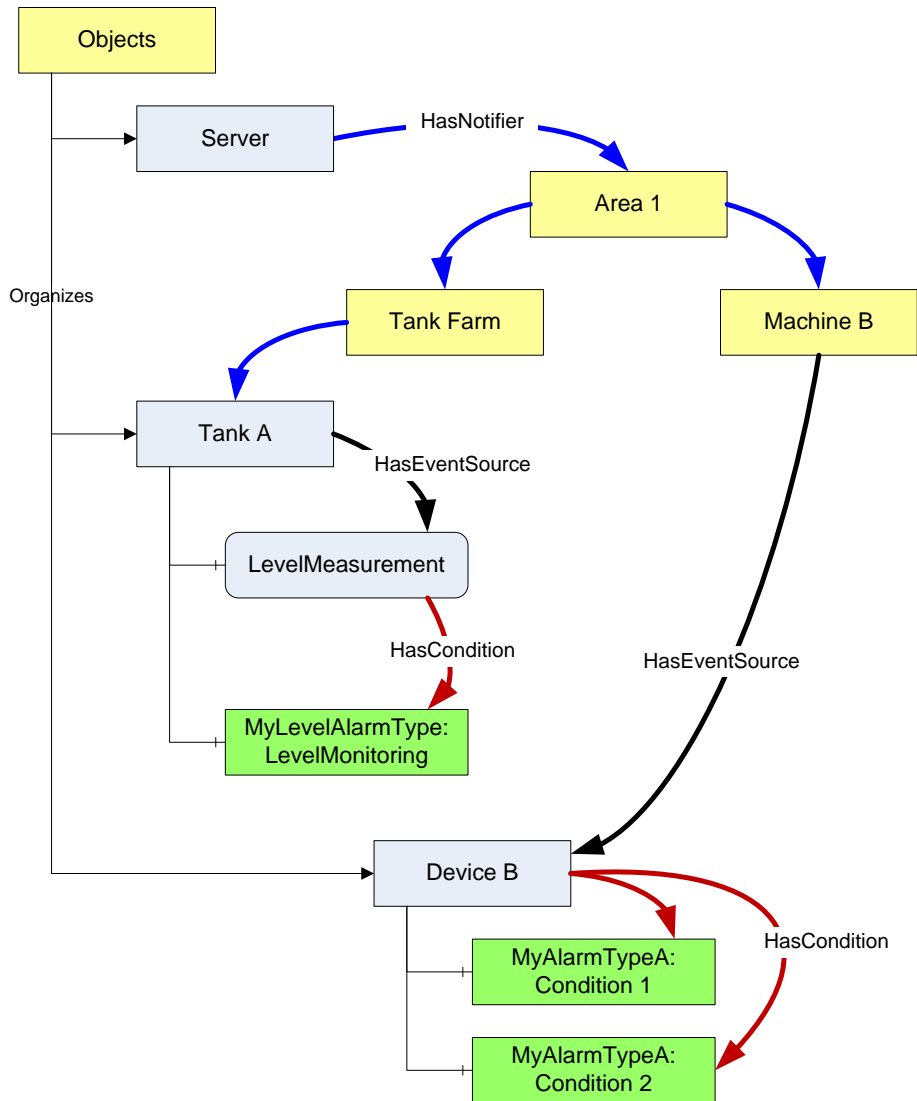 Objects
Server
HasNotifier
Area 1
Organizes
Tank Farm
Machine B
Tank A
HasEventSource
LevelMeasurement
HasCondition
HasEventSource
MyLevelAlarmType:
LevelMonitoring
Device B
HasCondition
MyAlarmTypeA:
Condition 1
MyAlarmTypeA:
Condition 2